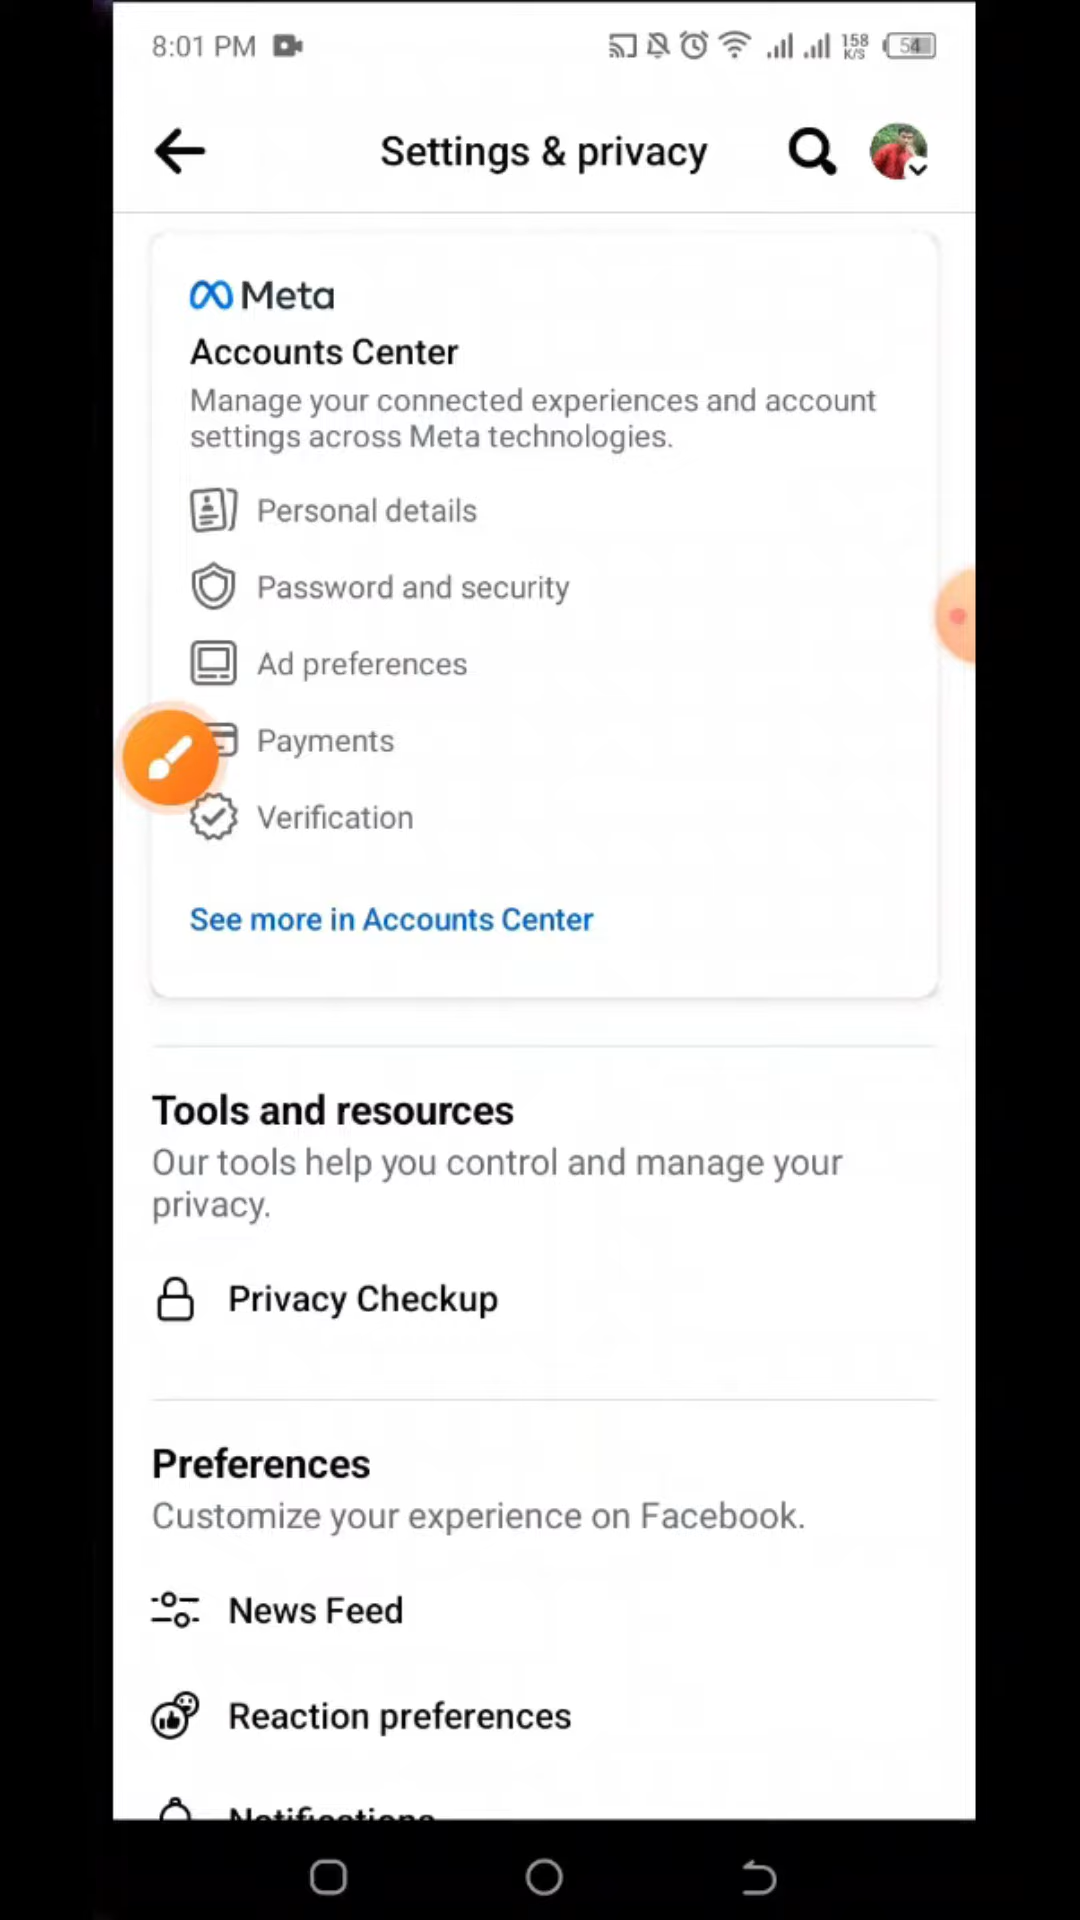 8:01 PM
158
K/S
54
Settings & privacy
Meta
Accounts Center
Manage your connected experiences and account
settings across Meta technologies.
Personal details
Password and security
Ad preferences
Payments
Verification
See more in Accounts Center
Tools and resources
Our tools help you control and manage your
privacy.
Privacy Checkup
Preferences
Customize your experience on Facebook.
News Feed
Reaction preferences
Notifications